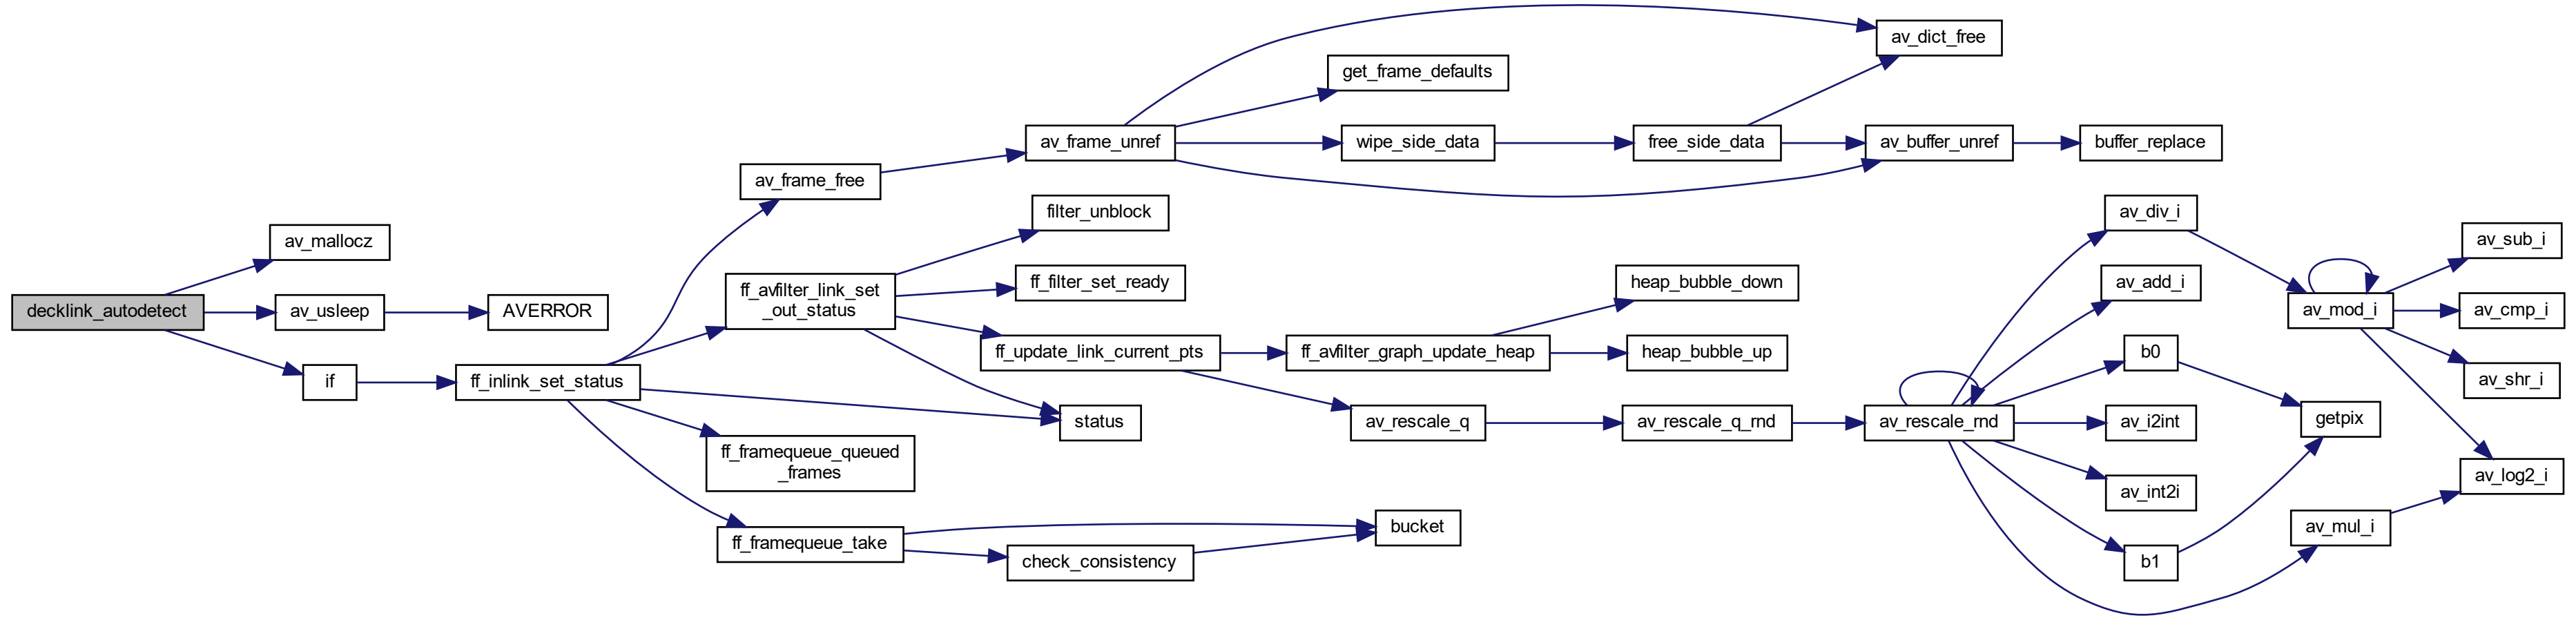 decklink_autodetect
av_mallocz
av_usleep
if
AVERROR
ff_inlink_set_status
av_frame_free
ff_avfilter_link_set
_out_status
ff_framequeue_queued
_frames
ff_framequeue_take
av_frame_unref
filter_unblock
ff_filter_set_ready
ff_update_link_current_pts
status
check_consistency
get_frame_defaults
wipe_side_data
ff_avfilter_graph_update_heap
av_rescale_q
bucket
free_side_data
heap_bubble_down
heap_bubble_up
av_rescale_q_rnd
av_dict_free
av_buffer_unref
av_rescale_rnd
buffer_replace
av_div_i
av_add_i
b0
av_i2int
av_int2i
b1
av_mod_i
getpix
av_mul_i
av_sub_i
av_cmp_i
av_shr_i
av_log2_i